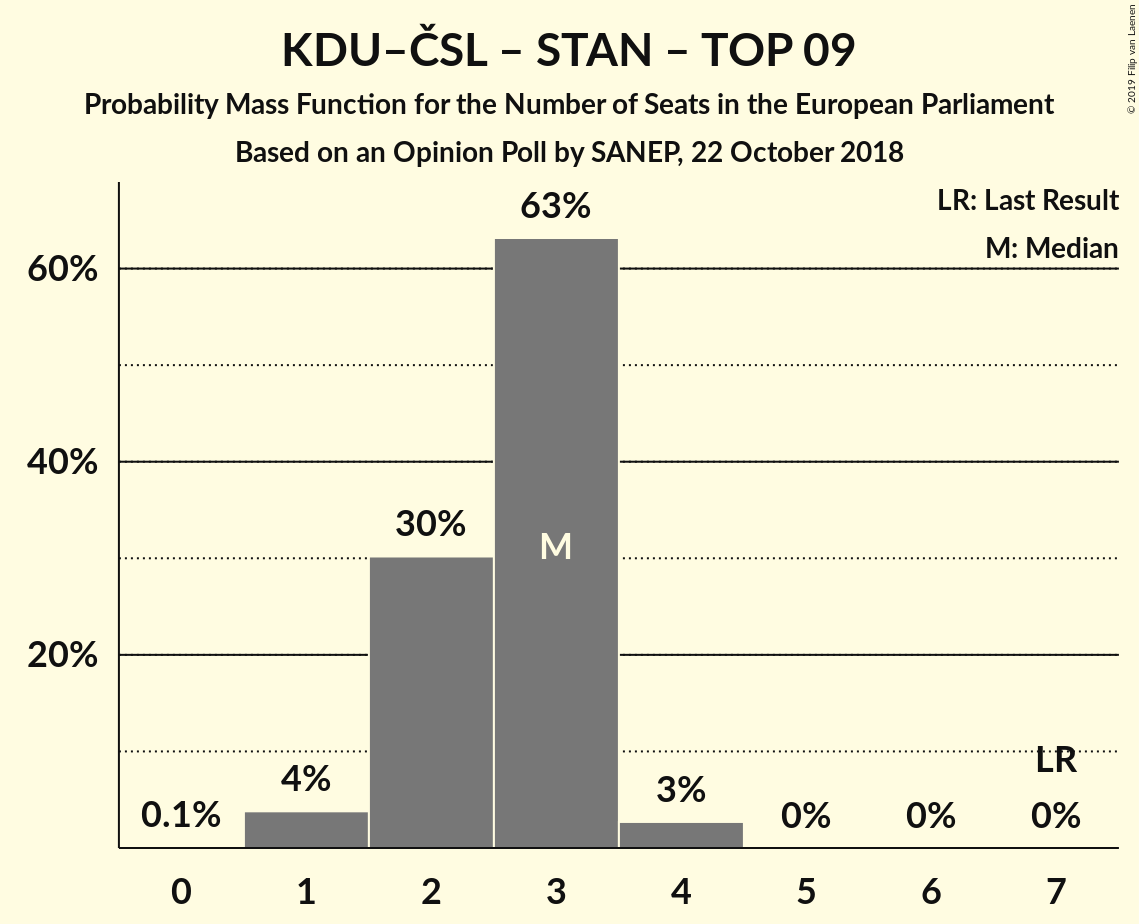 KDU–ČSL – STAN – TOP 09
Probability Mass Function for the Number of Seats in the European Parliament
Based on an Opinion Poll by SANEP, 22 October 2018
© 2019 Filip van Laenen
LR: Last Result
M: Median
60%
40%
20%
0.1%
4%
30%
63%
M
3%
0%
0%
LR
0%
0 1 2 3 4 5 6 7